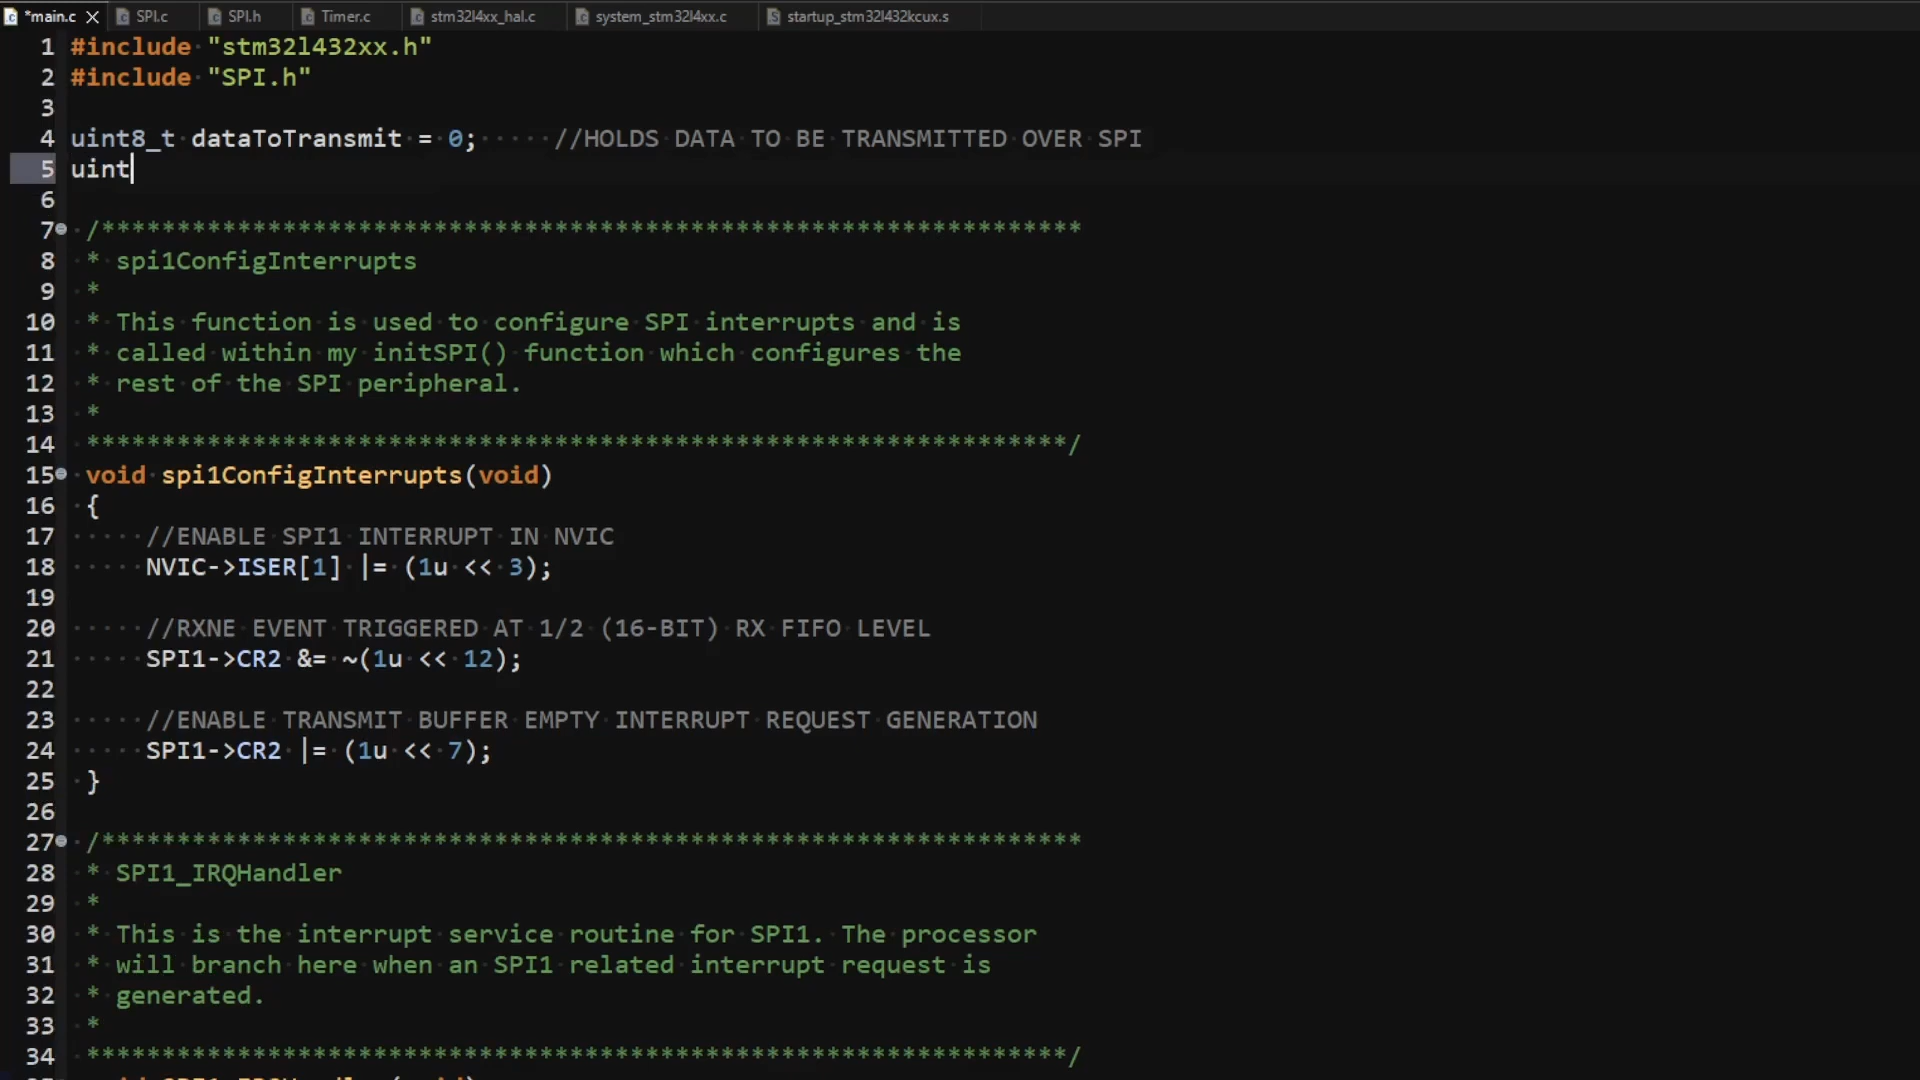 *main.c SPI.c SPI.h Timer.c stm32l4xx_hal.c system_stm32l4xx.c startup_stm32l432kcux.s
1 #include "stm32l432xx.h"
2 #include "SPI.h"
3
4 uint8_t dataToTransmit = 0; //HOLDS DATA TO BE TRANSMITTED OVER SPI
5 uint
6
7 /*****************************************************************
8 * spi1ConfigInterrupts
9 *
10 * This function is used to configure SPI interrupts and is
11 * called within my initSPI() function which configures the
12 * rest of the SPI peripheral.
13 *
14 *****************************************************************/
15 void spi1ConfigInterrupts(void)
16 {
17 //ENABLE SPI1 INTERRUPT IN NVIC
18 NVIC->ISER[1] |= (1u << 3);
19
20 //RXNE EVENT TRIGGERED AT 1/2 (16-BIT) RX FIFO LEVEL
21 SPI1->CR2 &= ~(1u << 12);
22
23 //ENABLE TRANSMIT BUFFER EMPTY INTERRUPT REQUEST GENERATION
24 SPI1->CR2 |= (1u << 7);
25 }
26
27 /*****************************************************************
28 * SPI1_IRQHandler
29 *
30 * This is the interrupt service routine for SPI1. The processor
31 * will branch here when an SPI1 related interrupt request is
32 * generated.
33 *
34 *****************************************************************/